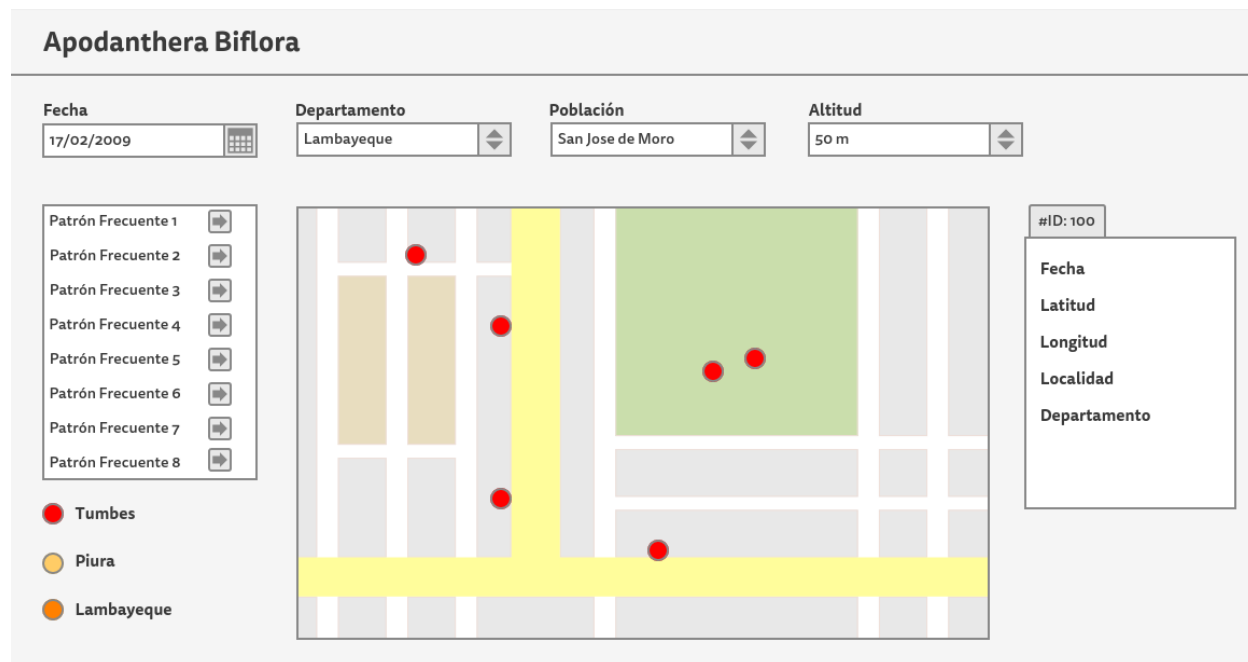 Apodanthera Biflora
Fecha
Departamento
Población
Altitud
17/02/2009
Lambayeque
San Jose de Moro
50 m
Patrón Frecuente 1
Patrón Frecuente 2
Patrón Frecuente 3
Patrón Frecuente 4
Patrón Frecuente 5
Patrón Frecuente 6
Patrón Frecuente 7
Patrón Frecuente 8
Tumbes
Piura
Lambayeque
#ID: 100
Fecha
Latitud
Longitud
Localidad
Departamento